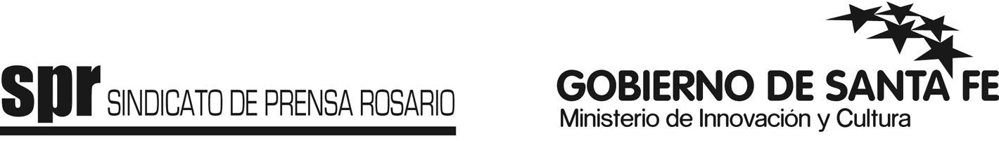 spr SINDICATO DE PRENSA ROSARIO
GOBIERNO DE SANTA FE
Ministerio de Innovación y Cultura